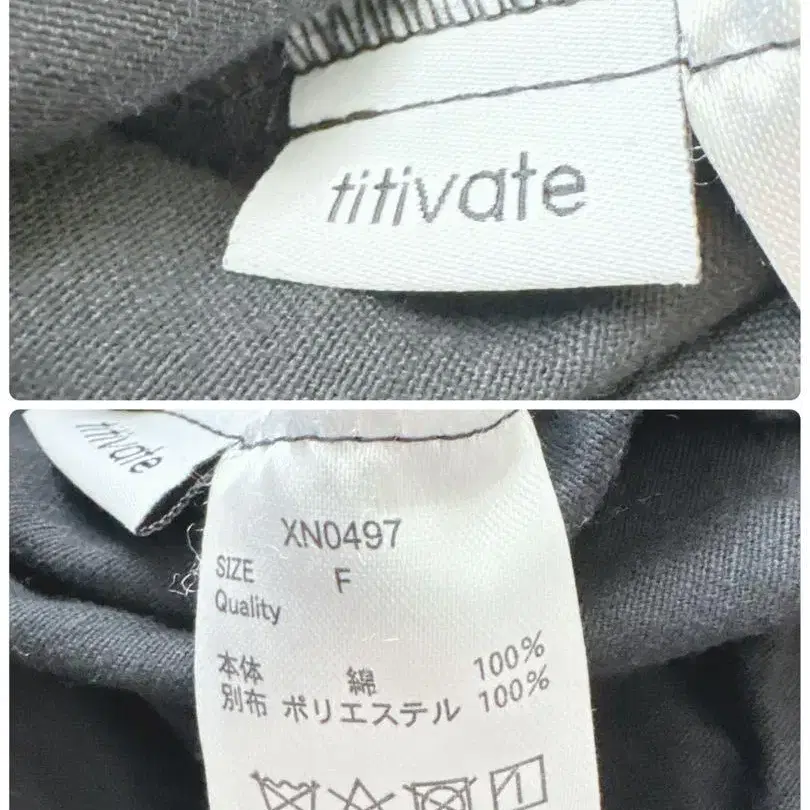 titivate
titivate
XN0497
SIZE F
Quality
本体 綿 100%
別布 ポリエステル 100%